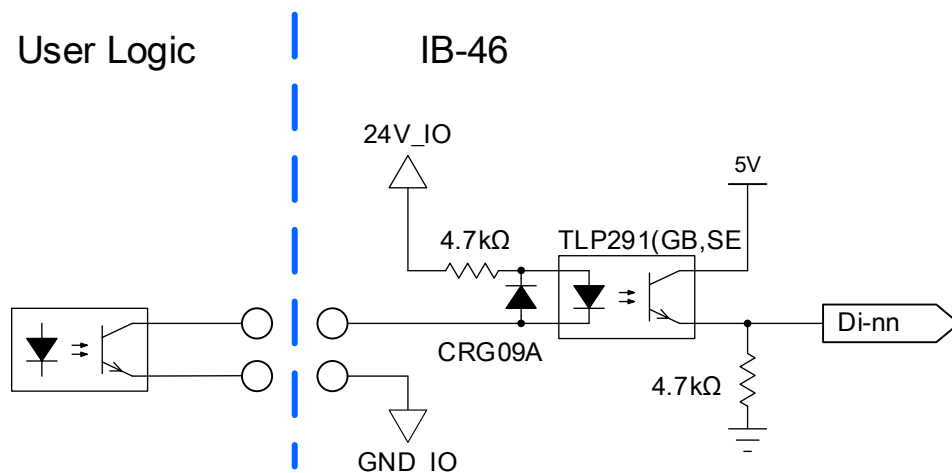 User Logic
IB-46
24V_IO
5V
4.7kΩ
TLP291(GB,SE
CRG09A
Di-nn
4.7kΩ
GND_IO